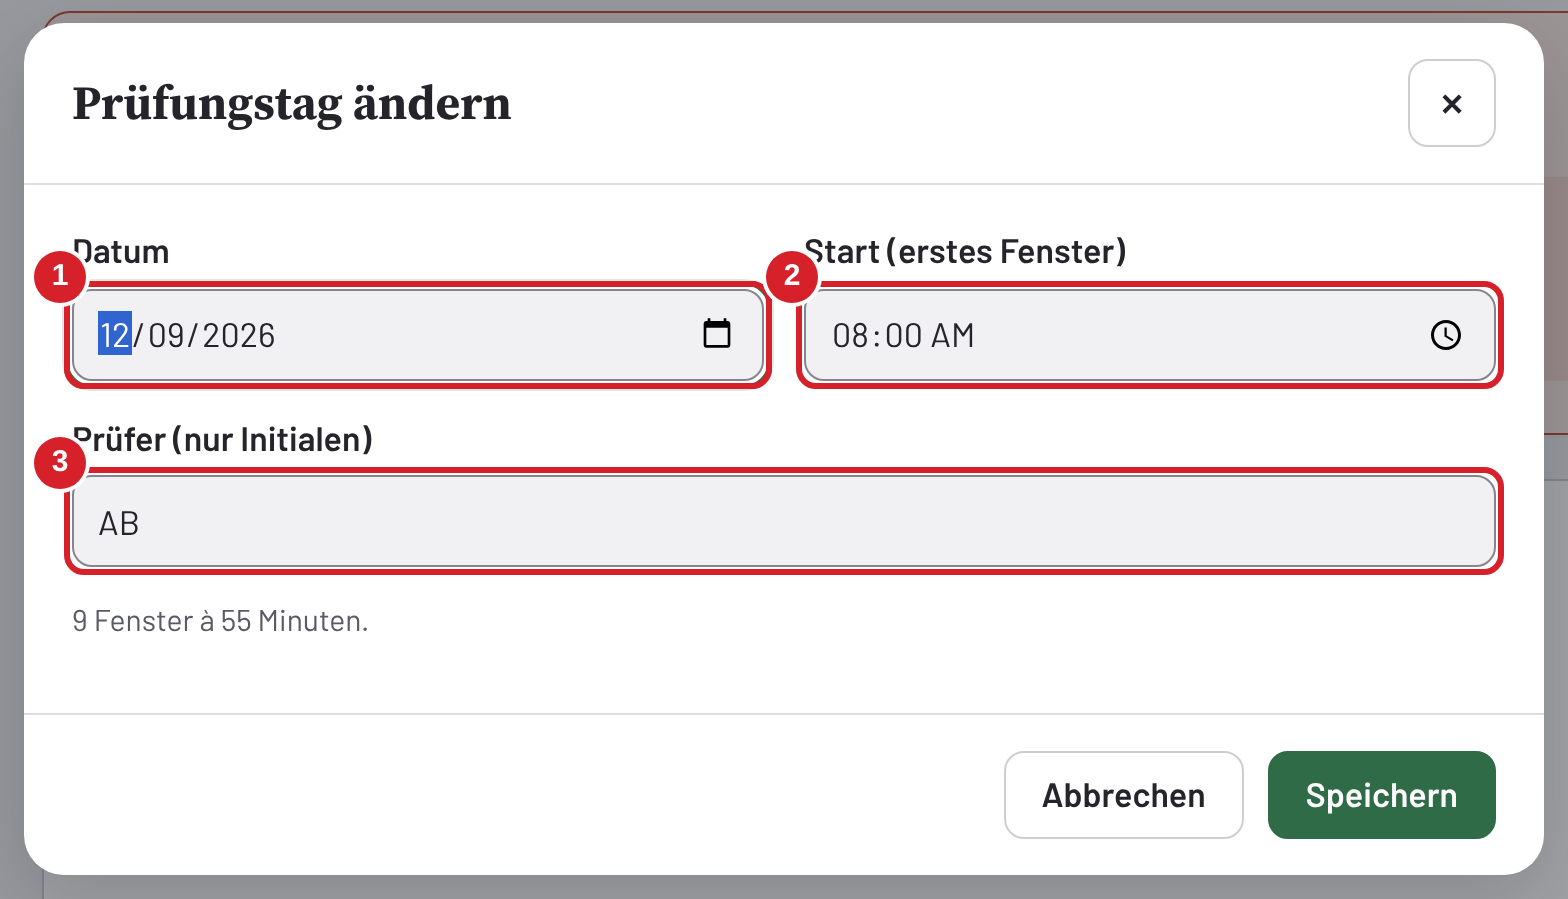 Prüfungstag ändern
×
Datum
Start (erstes Fenster)
1
2
12/09/2026
08:00 AM
Prüfer (nur Initialen)
3
AB
9 Fenster à 55 Minuten.
Abbrechen
Speichern